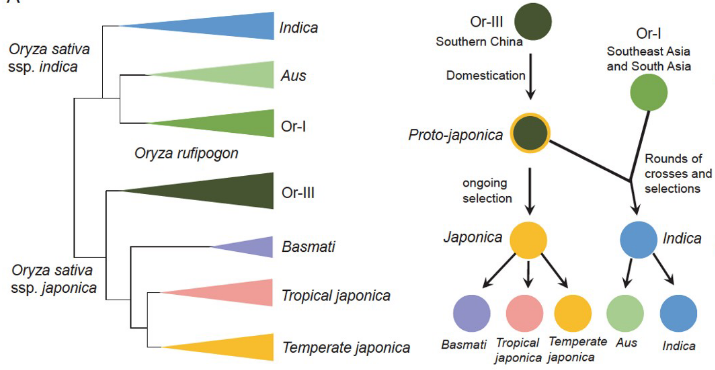 Oryza sativa
ssp. indica
Indica
Aus
Or-I
Oryza rufipogon
Or-III
Basmati
Oryza sativa
ssp. japonica
Tropical japonica
Temperate japonica
Or-III
Southern China
Or-I
Southeast Asia
and South Asia
Domestication
Proto-japonica
Rounds of
crosses and
selections
ongoing
selection
Japonica
Indica
Basmati
Tropical
japonica
Temperate
japonica
Aus
Indica